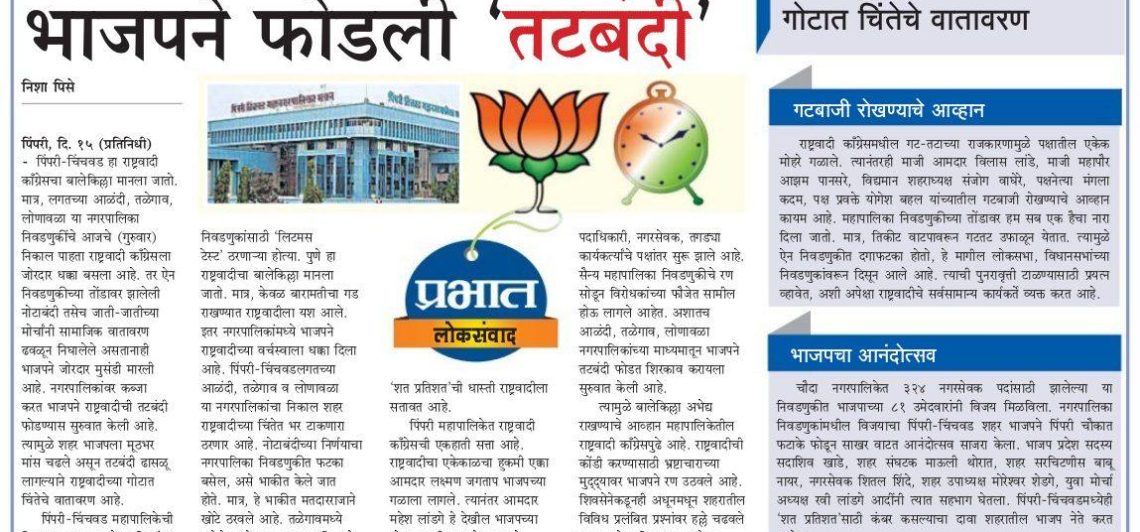 भाजपने फोडली 'तटबंदी'
निशा पिसे
पिंपरी, दि. १५ (प्रतिनिधी)
- पिंपरी-चिंचवड हा राष्ट्रवादी
काँग्रेसचा बालेकिल्ला मानला जातो.
मात्र, लगतच्या आळंदी, तळेगाव,
लोणावळा या नगरपालिका
निवडणुकींचे आजचे (गुरुवार)
निकाल पाहता राष्ट्रवादी काँग्रेसला
जोरदार धक्का बसला आहे. तर ऐन
निवडणुकीच्या तोंडावर झालेली
नोटाबंदी तसेच जाती-जातीच्या
मोर्चांनी सामाजिक वातावरण
ढवळून निघालेले असतानाही
भाजपने जोरदार मुसंडी मारली
आहे. नगरपालिकांवर कब्जा
करत भाजपने राष्ट्रवादीची तटबंदी
फोडण्यास सुरुवात केली आहे.
त्यामुळे शहर भाजपला मूठभर
मांस चढले असून तटबंदी ढासळू
लागल्याने राष्ट्रवादीच्या गोटात
चिंतेचे वातावरण आहे.
पिंपरी-चिंचवड महापालिकेची
निवडणुकांसाठी 'लिटमस
टेस्ट' ठरणाऱ्या होत्या. पुणे हा
राष्ट्रवादीचा बालेकिल्ला मानला
जातो. मात्र, केवळ बारामतीचा गड
राखण्यात राष्ट्रवादीला यश आले.
इतर नगरपालिकांमध्ये भाजपने
राष्ट्रवादीच्या वर्चस्वाला धक्का दिला
आहे. पिंपरी-चिंचवडलगतच्या
आळंदी, तळेगाव व लोणावळा
या नगरपालिकांचा निकाल शहर
राष्ट्रवादीच्या चिंतेत भर टाकणारा
ठरणार आहे. नोटाबंदीच्या निर्णयाचा
नगरपालिका निवडणुकीत फटका
बसेल, असे भाकीत केले जात
होते. मात्र, हे भाकीत मतदारराजाने
खोटे ठरवले आहे. तळेगावमध्ये
प्रभात
लोकसंवाद
'शत प्रतिशत'ची धास्ती राष्ट्रवादीला
सतावत आहे.
पिंपरी महापालिकेत राष्ट्रवादी
काँग्रेसची एकहाती सत्ता आहे.
राष्ट्रवादीचा एकेकाळचा हुकमी एक्का
आमदार लक्ष्मण जगताप भाजपच्या
गळाला लागले. त्यानंतर आमदार
महेश लांडगे हे देखील भाजपच्या
पदाधिकारी, नगरसेवक, तगड्या
कार्यकर्त्यांचे पक्षांतर सुरू झाले आहे.
सैन्य महापालिका निवडणुकीचे रण
सोडून विरोधकांच्या फौजेत सामील
होऊ लागले आहेत. अशातच
आळंदी, तळेगाव, लोणावळा
नगरपालिकांच्या माध्यमातून भाजपने
तटबंदी फोडत शिरकाव करायला
सुरुवात केली आहे.
त्यामुळे बालेकिल्ला अभेद्य
राखण्याचे आव्हान महापालिकेतील
राष्ट्रवादी काँग्रेसपुढे आहे. राष्ट्रवादीची
कोंडी करण्यासाठी भ्रष्टाचाराच्या
मुद्द्यावर भाजपने रण उठवले आहे.
शिवसेनेकडूनही अधूनमधून शहरातील
विविध प्रलंबित प्रश्नांवर हल्ले चढवले
गोटात चिंतेचे वातावरण
गटबाजी रोखण्याचे आव्हान
राष्ट्रवादी काँग्रेसमधील गट-तटाच्या राजकारणामुळे पक्षातील एकेक
मोहरे गळाले. त्यानंतरही माजी आमदार विलास लांडे, माजी महापौर
आझम पानसरे, विद्यमान शहराध्यक्ष संजोग वाघेरे, पक्षनेत्या मंगला
कदम, पक्ष प्रवक्ते योगेश बहल यांच्यातील गटबाजी रोखण्याचे आव्हान
कायम आहे. महापालिका निवडणुकीच्या तोंडावर हम सब एक हैचा नारा
दिला जातो. मात्र, तिकीट वाटपावरून गटतट उफाळून येतात. त्यामुळे
ऐन निवडणुकीत दगाफटका होतो, हे मागील लोकसभा, विधानसभांच्या
निवडणुकांवरून दिसून आले आहे. त्याची पुनरावृत्ती टाळण्यासाठी प्रयत्न
व्हावेत, अशी अपेक्षा राष्ट्रवादीचे सर्वसामान्य कार्यकर्ते व्यक्त करत आहे.
भाजपचा आनंदोत्सव
चौदा नगरपालिकेत ३२४ नगरसेवक पदांसाठी झालेल्या या
निवडणुकीत भाजपाच्या ८१ उमेदवारांनी विजय मिळविला. नगरपालिका
निवडणुकांमधील विजयाचा पिंपरी-चिंचवड शहर भाजपने पिंपरी चौकात
फटाके फोडून साखर वाटत आनंदोत्सव साजरा केला. भाजप प्रदेश सदस्य
सदाशिव खाडे, शहर संघटक माऊली थोरात, शहर सरचिटणीस बाबू
नायर, नगरसेवक शितल शिंदे, शहर उपाध्यक्ष मोरेश्वर शेडगे, युवा मोर्चा
अध्यक्ष रवी लांडगे आदींनी त्यात सहभाग घेतला. पिंपरी-चिंचवडमध्येही
'शत प्रतिशत'साठी कंबर कसल्याचा दावा शहरातील भाजप नेते करत